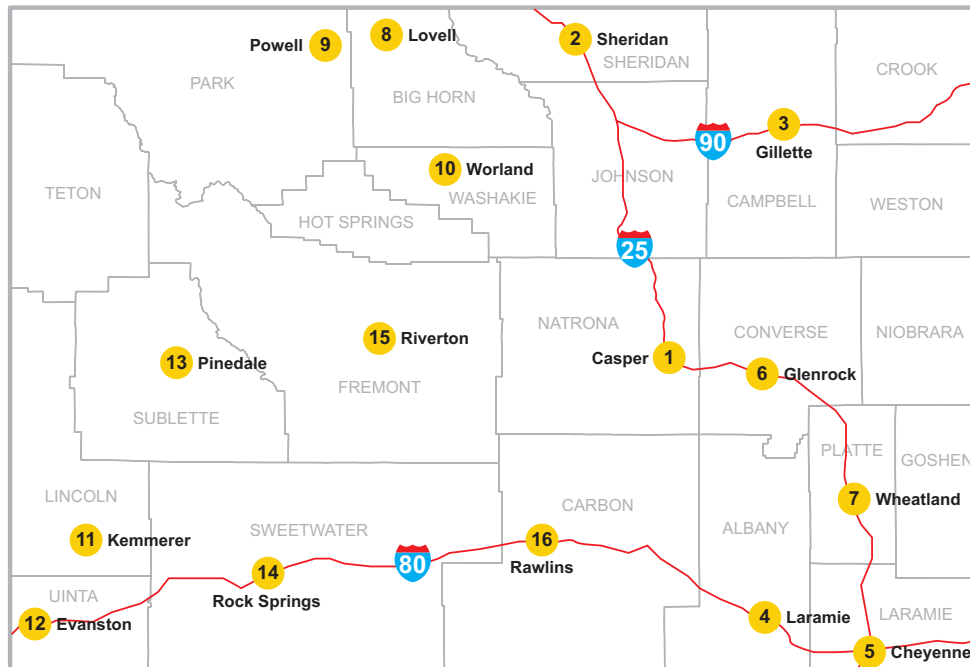 8 Lovell
2 Sheridan
Powell 9
SHERIDAN
CROOK
PARK
BIG HORN
3
Gillette
90
10 Worland
JOHNSON
TETON
WASHAKIE
CAMPBELL
WESTON
HOT SPRINGS
25
NATRONA
CONVERSE
NIOBRARA
15 Riverton
13 Pinedale
Casper 1
6 Glenrock
FREMONT
SUBLETTE
PLATTE
GOSHEN
LINCOLN
7 Wheatland
CARBON
SWEETWATER
ALBANY
11 Kemmerer
16
Rawlins
80
14
Rock Springs
UINTA
12 Evanston
4 Laramie
LARAMIE
5 Cheyenne